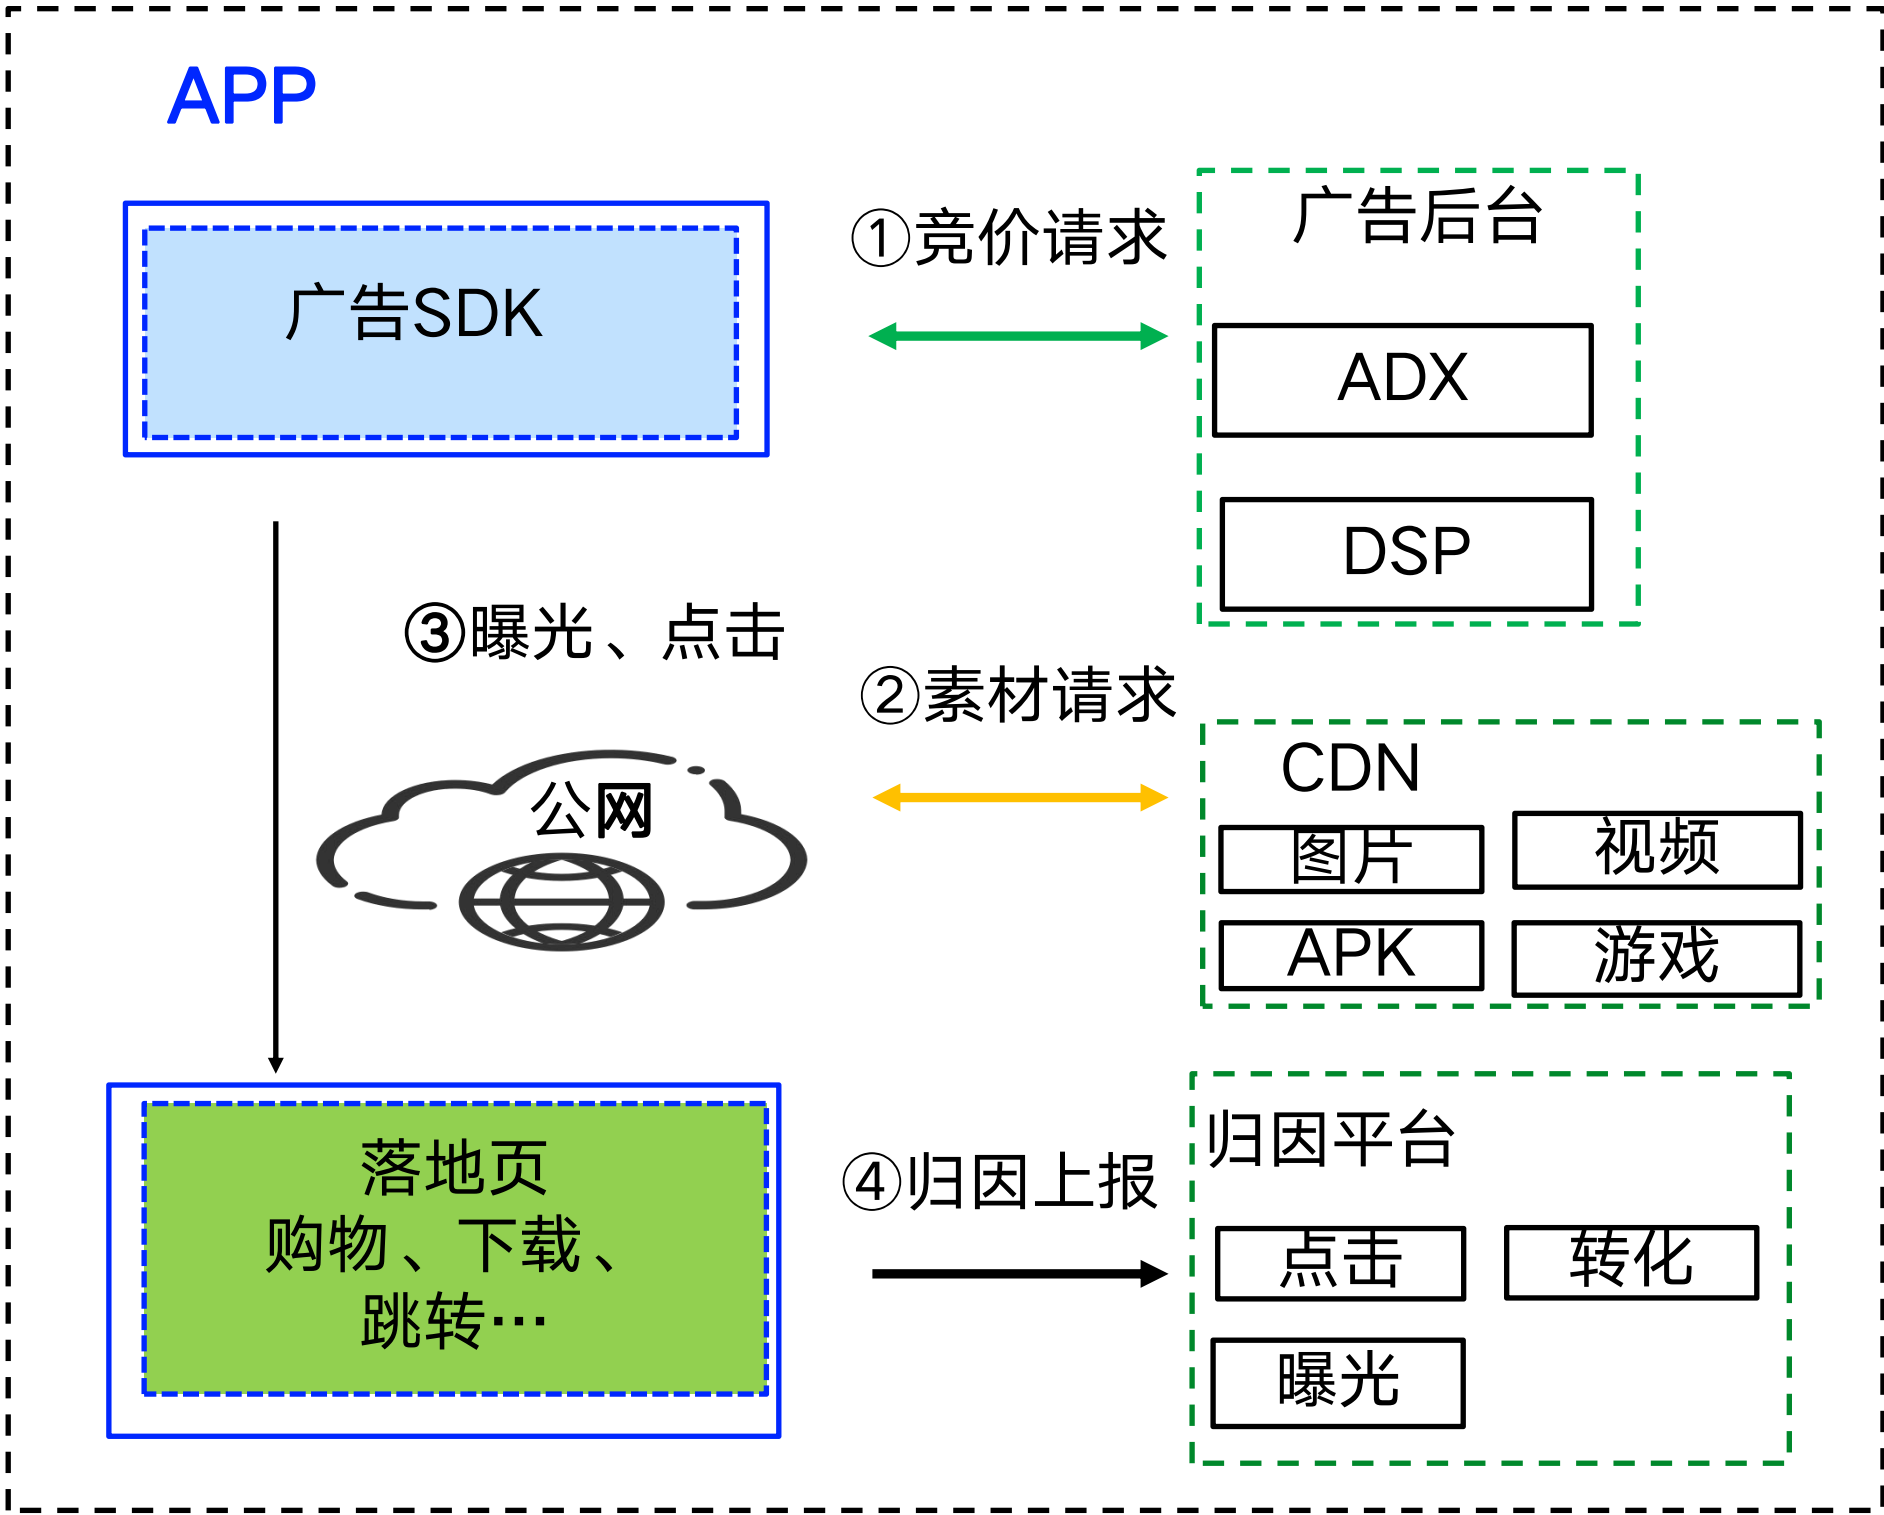 APP
广告SDK
①竞价请求
广告后台
ADX
DSP
③曝光、点击
②素材请求
公网
CDN
图片
视频
APK
游戏
落地页
购物、下载、
跳转…
④归因上报
归因平台
点击
转化
曝光